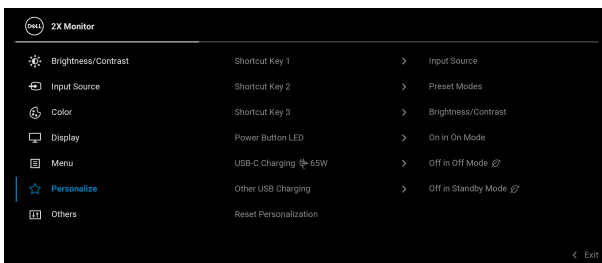 DELL 2X Monitor
Brightness/Contrast Shortcut Key 1 > Input Source
Input Source Shortcut Key 2 > Preset Modes
Color Shortcut Key 3 > Brightness/Contrast
Display Power Button LED > On in On Mode
Menu USB-C Charging 65W > Off in Off Mode
Personalize Other USB Charging > Off in Standby Mode
Others Reset Personalization
< Exit